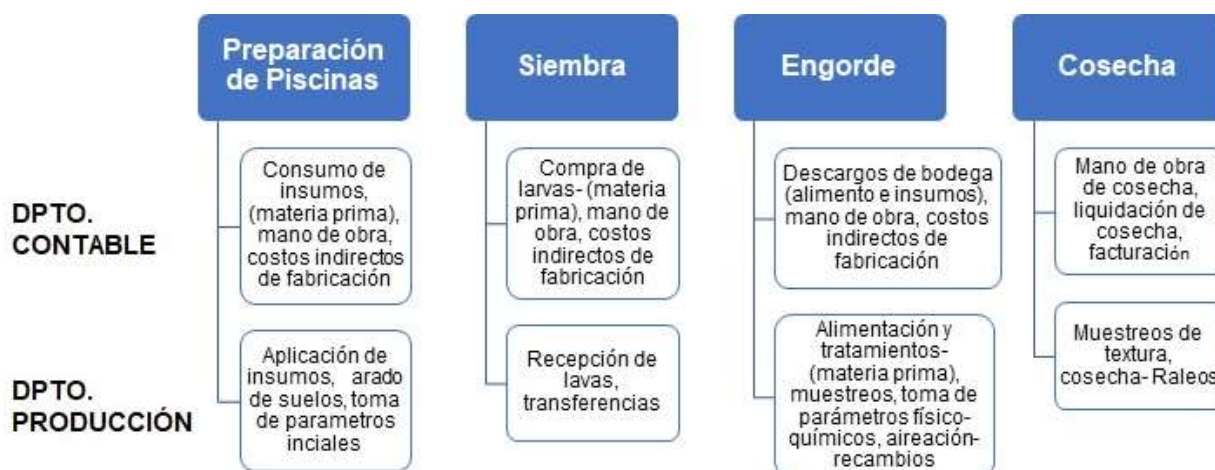 Preparación
de Piscinas
Siembra
Engorde
Cosecha
DPTO.
CONTABLE
Consumo de
insumos,
(materia prima),
mano de obra,
costos indirectos
de fabricación
Compra de
larvas- (materia
prima), mano de
obra, costos
indirectos de
fabricación
Descargos de bodega
(alimento e insumos),
mano de obra, costos
indirectos de
fabricación
Mano de obra
de cosecha,
liquidación de
cosecha,
facturación
DPTO.
PRODUCCIÓN
Aplicación de
insumos, arado
de suelos, toma
de parametros
inciales
Recepción de
lavas,
transferencias
Alimentación y
tratamientos-
(materia prima),
muestreos, toma de
parámetros físico-
químicos, aireación-
recambios
Muestreos de
textura,
cosecha- Raleos